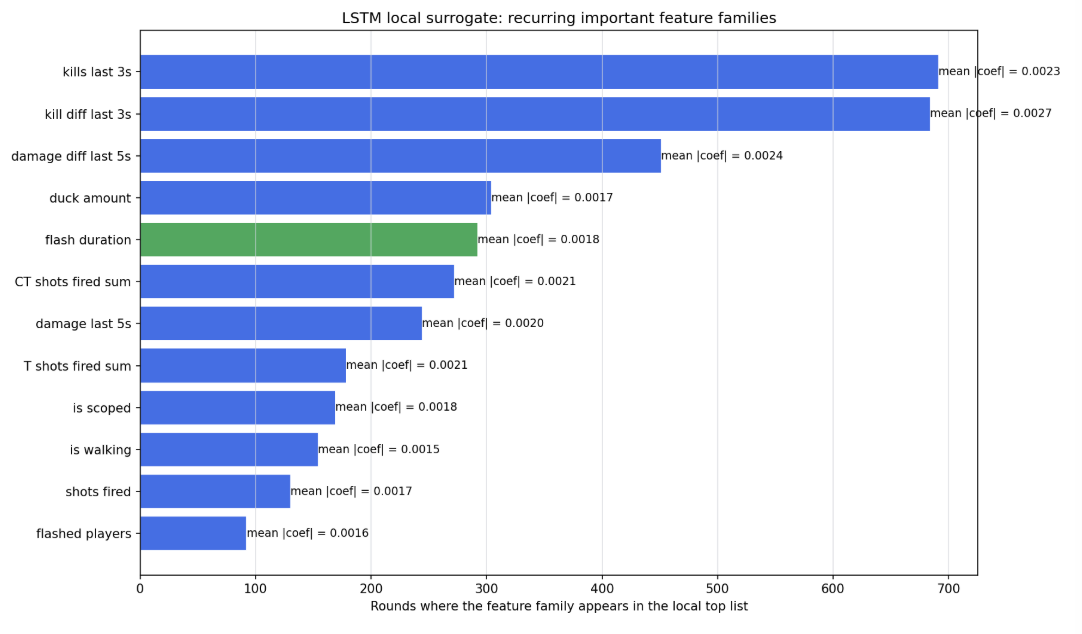 LSTM local surrogate: recurring important feature families
kills last 3s mean |coef| = 0.0023
kill diff last 3s mean |coef| = 0.0027
damage diff last 5s mean |coef| = 0.0024
duck amount mean |coef| = 0.0017
flash duration mean |coef| = 0.0018
CT shots fired sum mean |coef| = 0.0021
damage last 5s mean |coef| = 0.0020
T shots fired sum mean |coef| = 0.0021
is scoped mean |coef| = 0.0018
is walking mean |coef| = 0.0015
shots fired mean |coef| = 0.0017
flashed players mean |coef| = 0.0016
0 100 200 300 400 500 600 700
Rounds where the feature family appears in the local top list